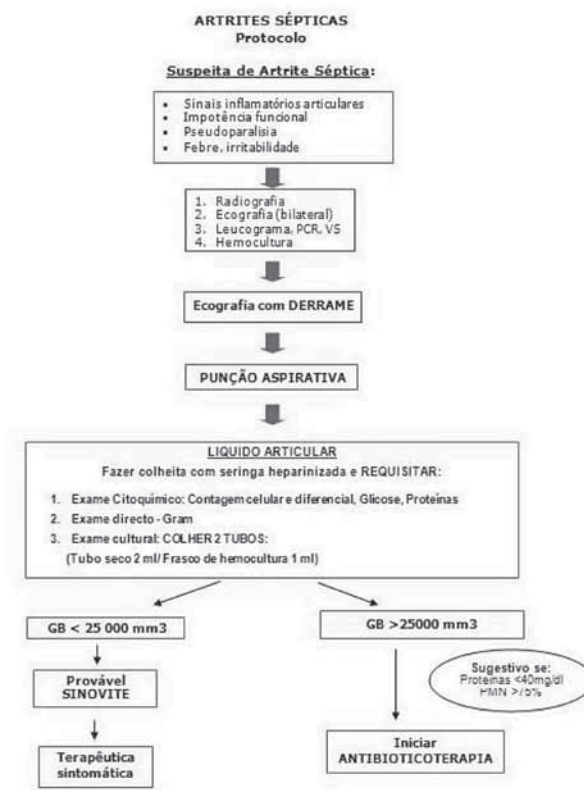 ARTRITES SÉPTICAS
Protocolo
Suspeita de Artrite Séptica:
• Sinais inflamatórios articulares
• Impotência funcional
• Pseudoparalisia
• Febre, irritabilidade
1. Radiografia
2. Ecografia (bilateral)
3. Leucograma, PCR, VS
4. Hemocultura
Ecografia com DERRAME
PUNÇÃO ASPIRATIVA
LIQUIDO ARTICULAR
Fazer colheita com seringa heparinizada e REQUISITAR:
1. Exame Citoquímico: Contagem celular e diferencial, Glicose, Proteínas
2. Exame directo - Gram
3. Exame cultural: COLHER 2 TUBOS:
(Tubo seco 2 ml/ Frasco de hemocultura 1 ml)
GB < 25 000 mm3
GB >25000 mm3
Provável
SINOVITE
Sugestivo se:
Proteínas <40mg/dl
PMN >75%
Terapêutica
sintomática
Iniciar
ANTIBIOTICOTERAPIA